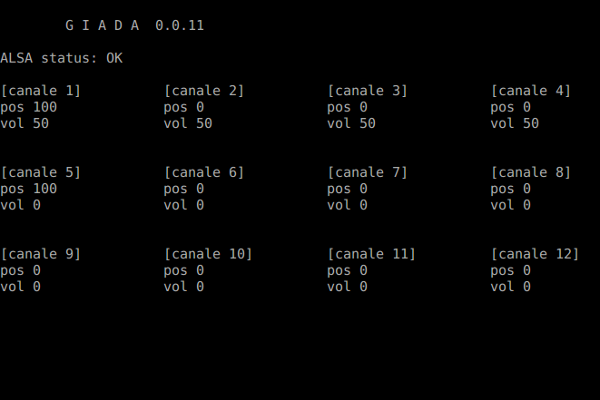 G I A D A 0.0.11
ALSA status: OK
[canale 1] [canale 2] [canale 3] [canale 4]
pos 100 pos 0 pos 0 pos 0
vol 50 vol 50 vol 50 vol 50
[canale 5] [canale 6] [canale 7] [canale 8]
pos 100 pos 0 pos 0 pos 0
vol 0 vol 0 vol 0 vol 0
[canale 9] [canale 10] [canale 11] [canale 12]
pos 0 pos 0 pos 0 pos 0
vol 0 vol 0 vol 0 vol 0